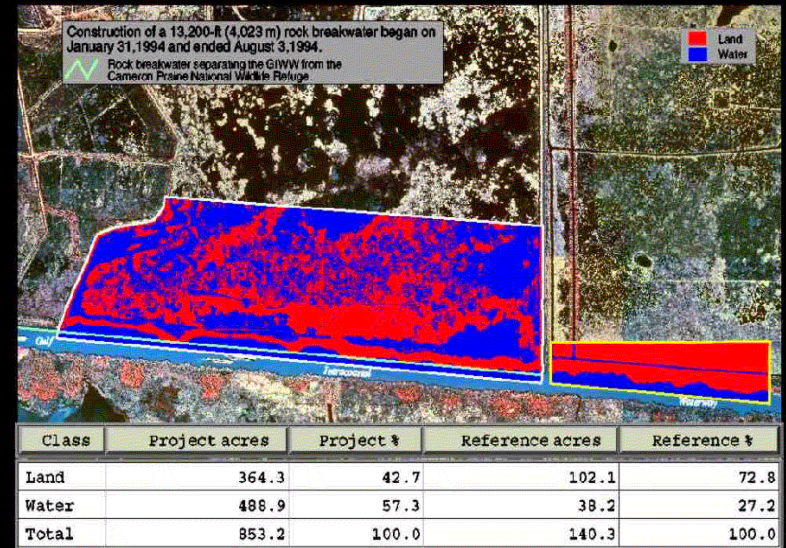 Construction of a 13,200-ft (4,023 m) rock breakwater began on
January 31,1994 and ended August 3,1994.
Rock breakwater separating the GIWW from the
Cameron Prairie National Wildlife Refuge
Land
Water
Gulf
Intracoastal
Waterway
Class Project acres Project % Reference acres Reference %
Land 364.3 42.7 102.1 72.8
Water 488.9 57.3 38.2 27.2
Total 853.2 100.0 140.3 100.0